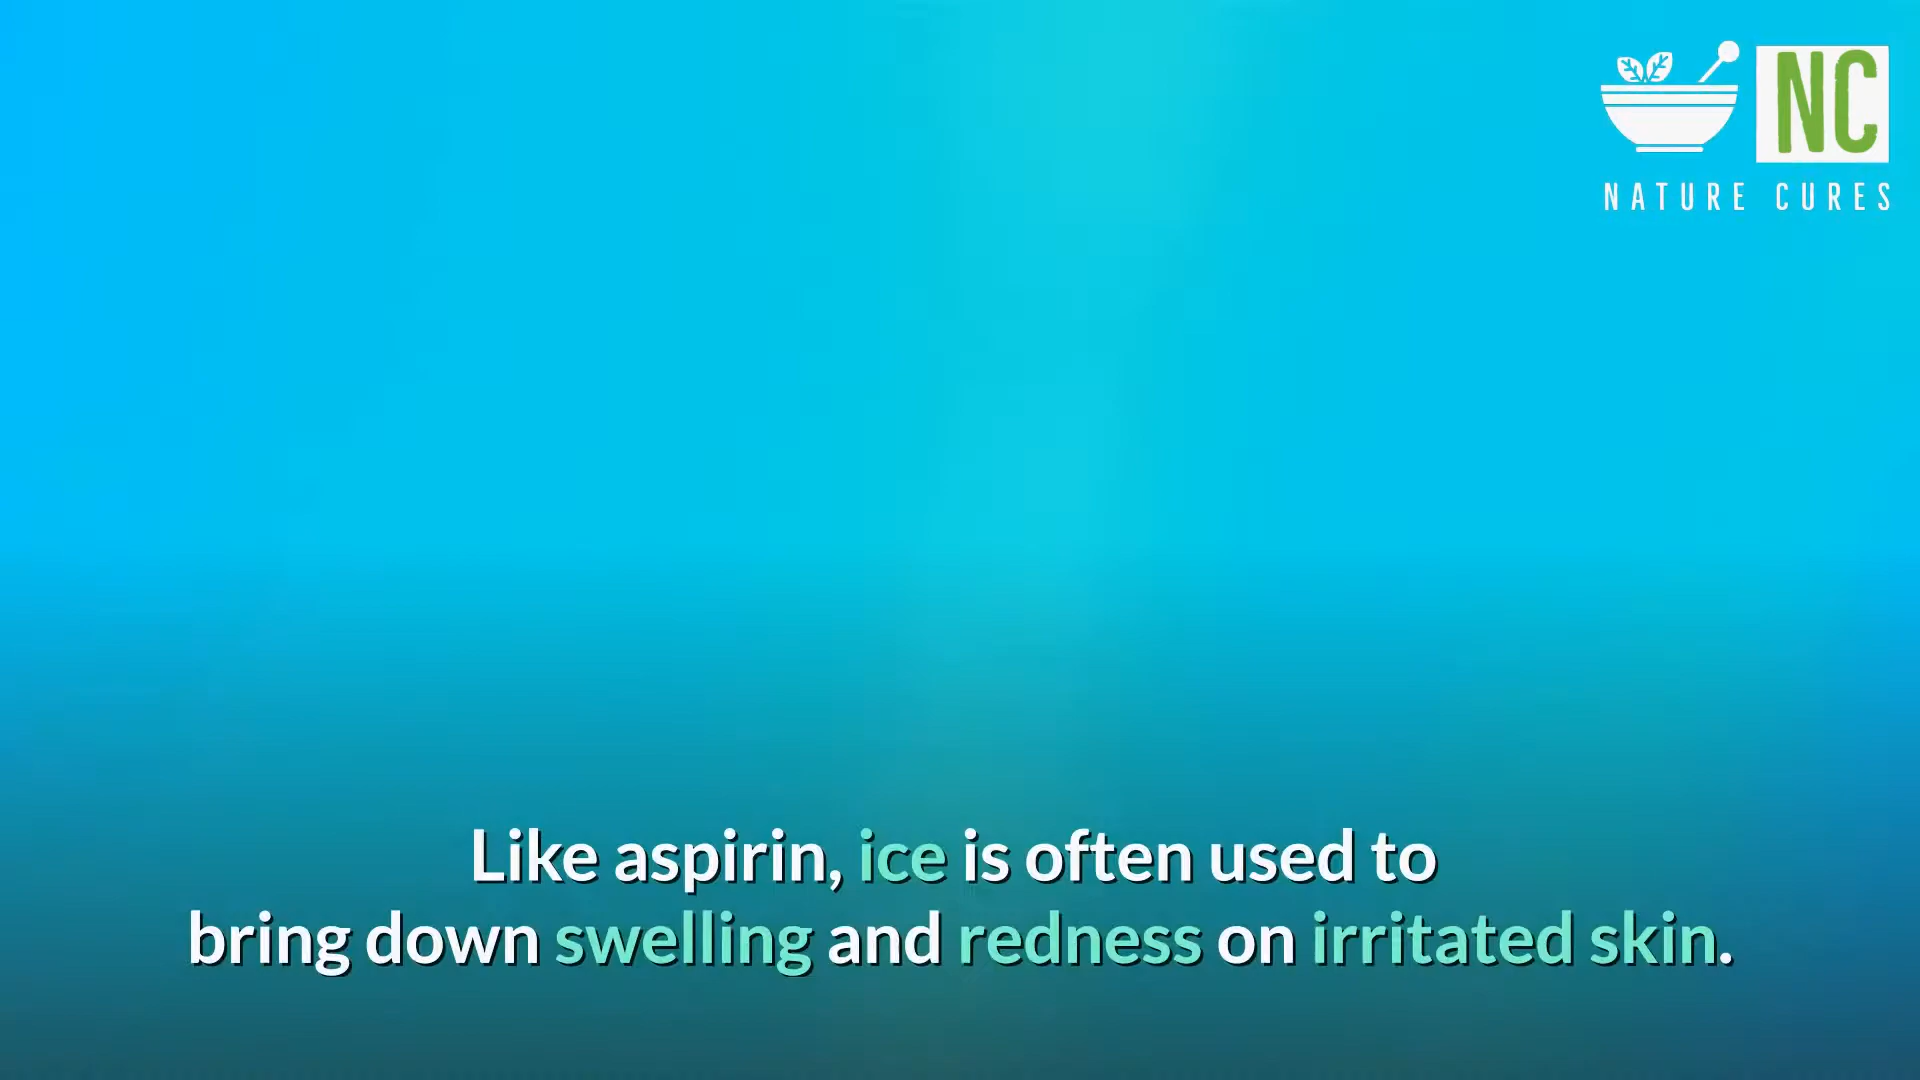 NC
NATURE CURES
Like aspirin, ice is often used to
bring down swelling and redness on irritated skin.